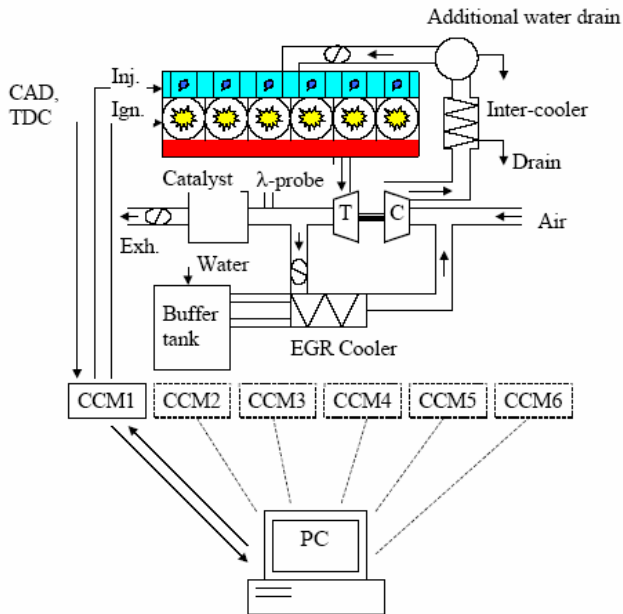 Additional water drain
CAD,
TDC
Inj.
Ign.
Inter-cooler
Drain
Catalyst
λ-probe
T
C
Air
Exh.
Water
Buffer
tank
EGR Cooler
CCM1
CCM2
CCM3
CCM4
CCM5
CCM6
PC